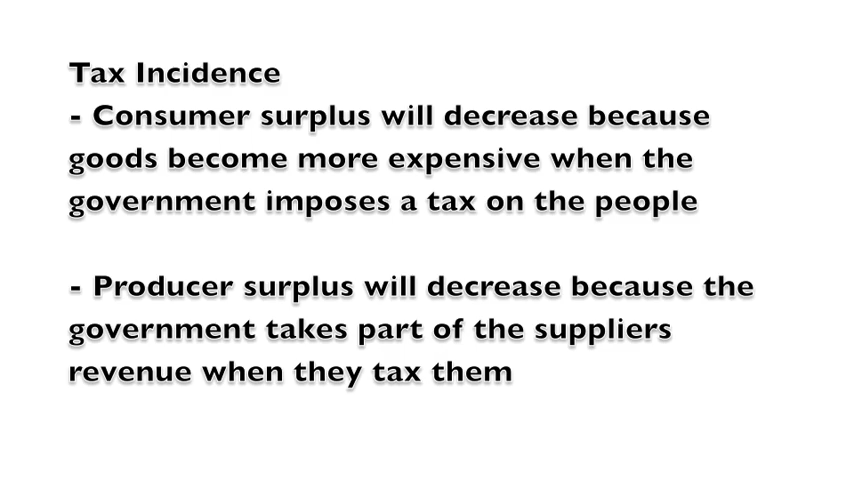 Tax Incidence
- Consumer surplus will decrease because
goods become more expensive when the
government imposes a tax on the people
- Producer surplus will decrease because the
government takes part of the suppliers
revenue when they tax them